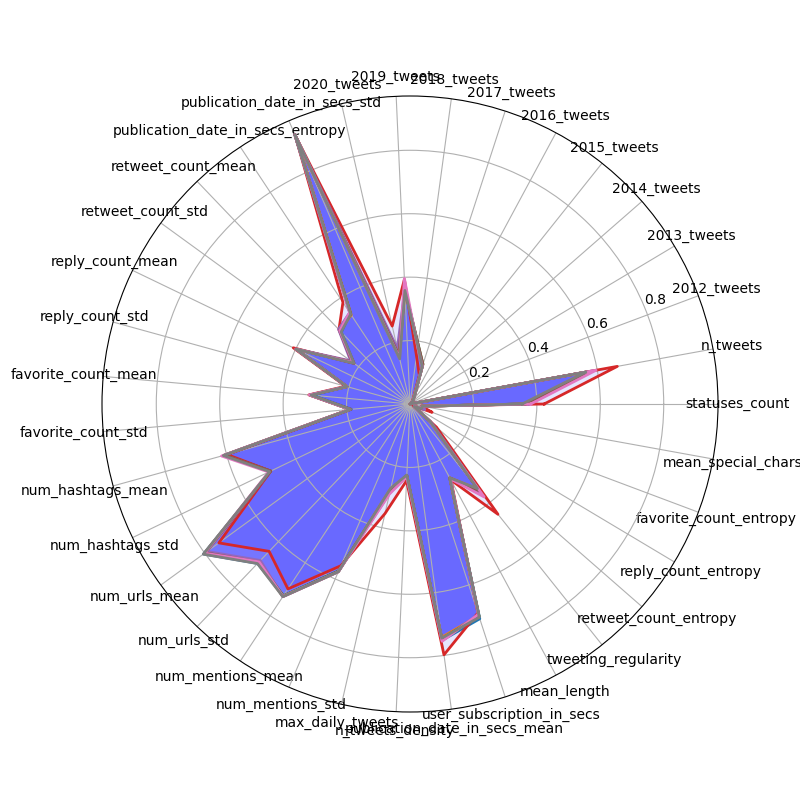 statuses_count
n_tweets
2012_tweets
2013_tweets
2014_tweets
2015_tweets
2016_tweets
2017_tweets
2018_tweets
2019_tweets
2020_tweets
publication_date_in_secs_std
publication_date_in_secs_entropy
retweet_count_mean
retweet_count_std
reply_count_mean
reply_count_std
favorite_count_mean
favorite_count_std
num_hashtags_mean
num_hashtags_std
num_urls_mean
num_urls_std
num_mentions_mean
num_mentions_std
max_daily_tweets
n_tweets_density
publication_date_in_secs_mean
user_subscription_in_secs
mean_length
tweeting_regularity
retweet_count_entropy
reply_count_entropy
favorite_count_entropy
mean_special_chars
0.2
0.4
0.6
0.8